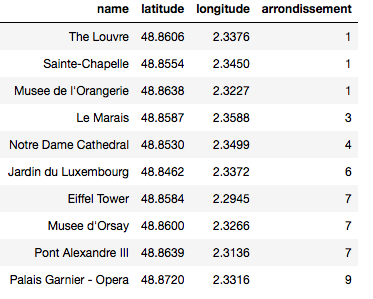 name latitude longitude arrondissement
The Louvre 48.8606 2.3376 1
Sainte-Chapelle 48.8554 2.3450 1
Musee de l'Orangerie 48.8638 2.3227 1
Le Marais 48.8587 2.3588 3
Notre Dame Cathedral 48.8530 2.3499 4
Jardin du Luxembourg 48.8462 2.3372 6
Eiffel Tower 48.8584 2.2945 7
Musee d'Orsay 48.8600 2.3266 7
Pont Alexandre III 48.8639 2.3136 7
Palais Garnier - Opera 48.8720 2.3316 9